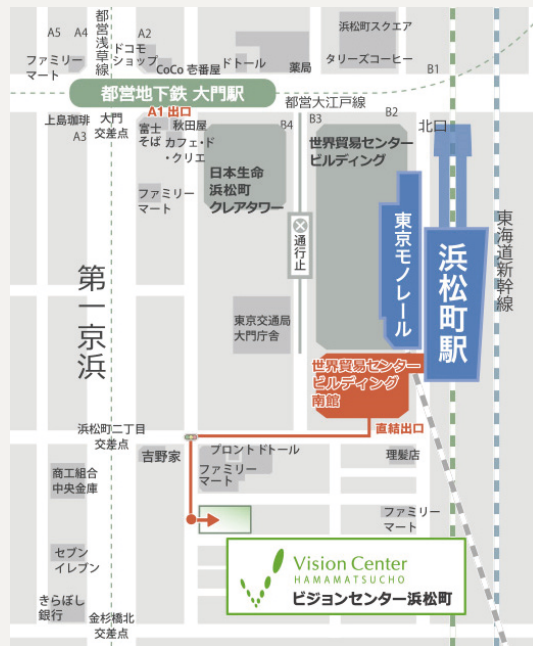 A5
A4
都営浅草線
A2
ドコモ
ショップ
ファミリー
マート
CoCo 壱番屋
ドトール
薬局
浜松町スクエア
タリーズコーヒー
B1
都営地下鉄 大門駅
都営大江戸線
A1 出口
上島珈琲
A3
大門
交差点
富士
そば
秋田屋
カフェ・ド
・クリエ
B4
B3
B2
北口
世界貿易センター
ビルディング
日本生命
浜松町
クレアタワー
ファミリー
マート
通行止
東京モノレール
浜松町駅
東海道新幹線
第一京浜
東京交通局
大門庁舎
世界貿易センター
ビルディング
南館
直結出口
浜松町二丁目
交差点
吉野家
プロントドトール
ファミリー
マート
理髪店
商工組合
中央金庫
ファミリー
マート
セブン
イレブン
きらぼし
銀行
金杉橋北
交差点
Vision Center
HAMAMATSUCHO
ビジョンセンター浜松町